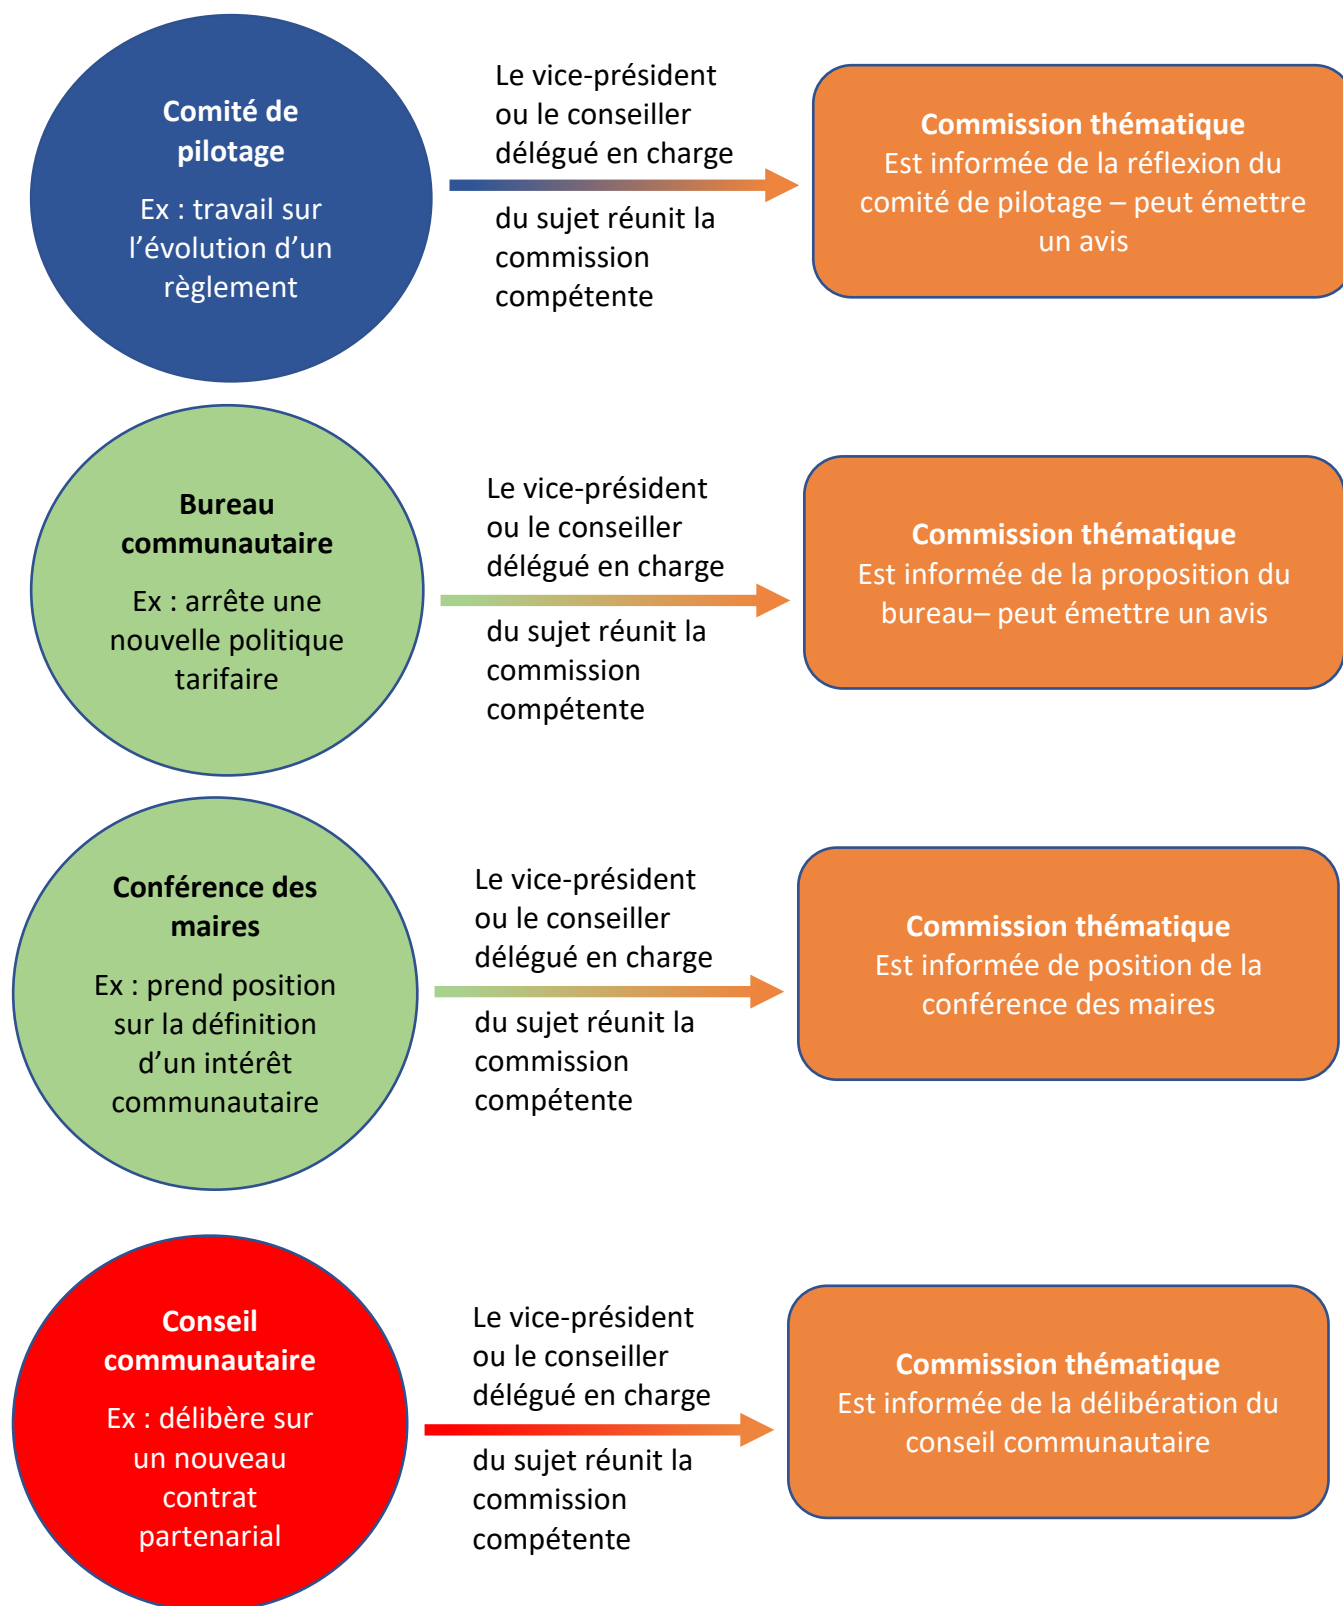 Comité de
pilotage
Ex : travail sur
l’évolution d’un
règlement
Le vice-président
ou le conseiller
délégué en charge
du sujet réunit la
commission
compétente
Commission thématique
Est informée de la réflexion du
comité de pilotage – peut émettre
un avis
Bureau
communautaire
Ex : arrête une
nouvelle politique
tarifaire
Le vice-président
ou le conseiller
délégué en charge
du sujet réunit la
commission
compétente
Commission thématique
Est informée de la proposition du
bureau– peut émettre un avis
Conférence des
maires
Ex : prend position
sur la définition
d’un intérêt
communautaire
Le vice-président
ou le conseiller
délégué en charge
du sujet réunit la
commission
compétente
Commission thématique
Est informée de position de la
conférence des maires
Conseil
communautaire
Ex : délibère sur
un nouveau
contrat
partenarial
Le vice-président
ou le conseiller
délégué en charge
du sujet réunit la
commission
compétente
Commission thématique
Est informée de la délibération du
conseil communautaire